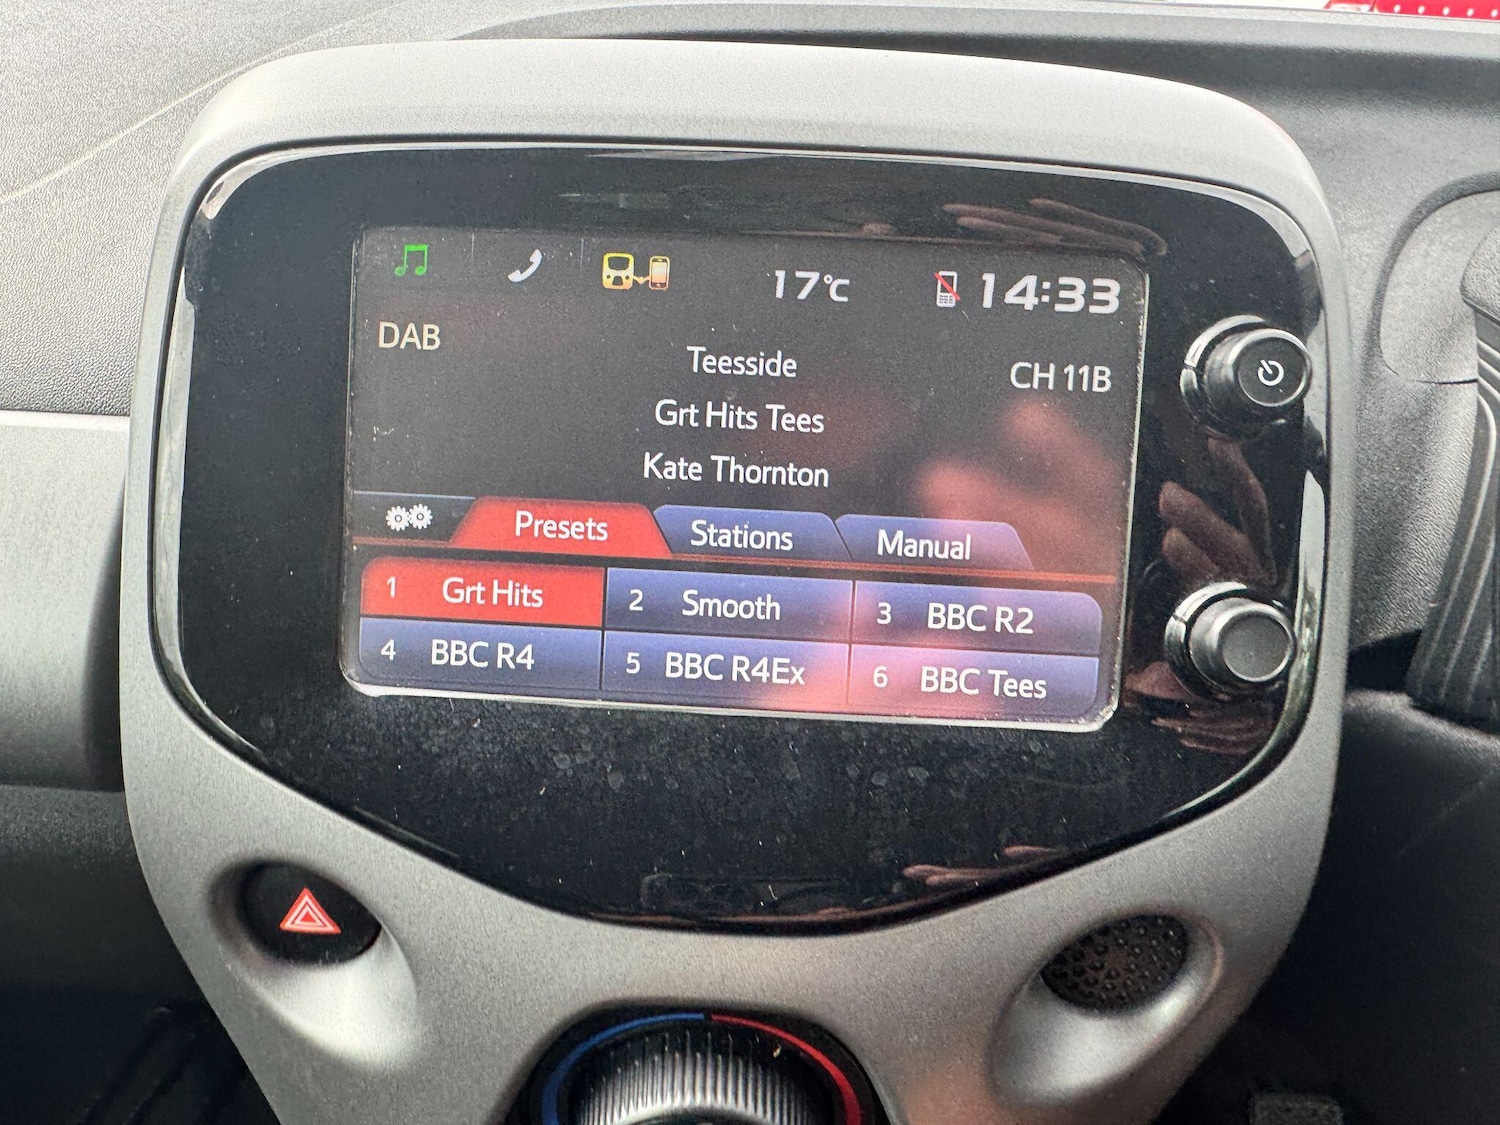 17°C 14:33
DAB
Teesside
CH 11B
Grt Hits Tees
Kate Thornton
Presets Stations Manual
1 Grt Hits 2 Smooth 3 BBC R2
4 BBC R4 5 BBC R4Ex 6 BBC Tees